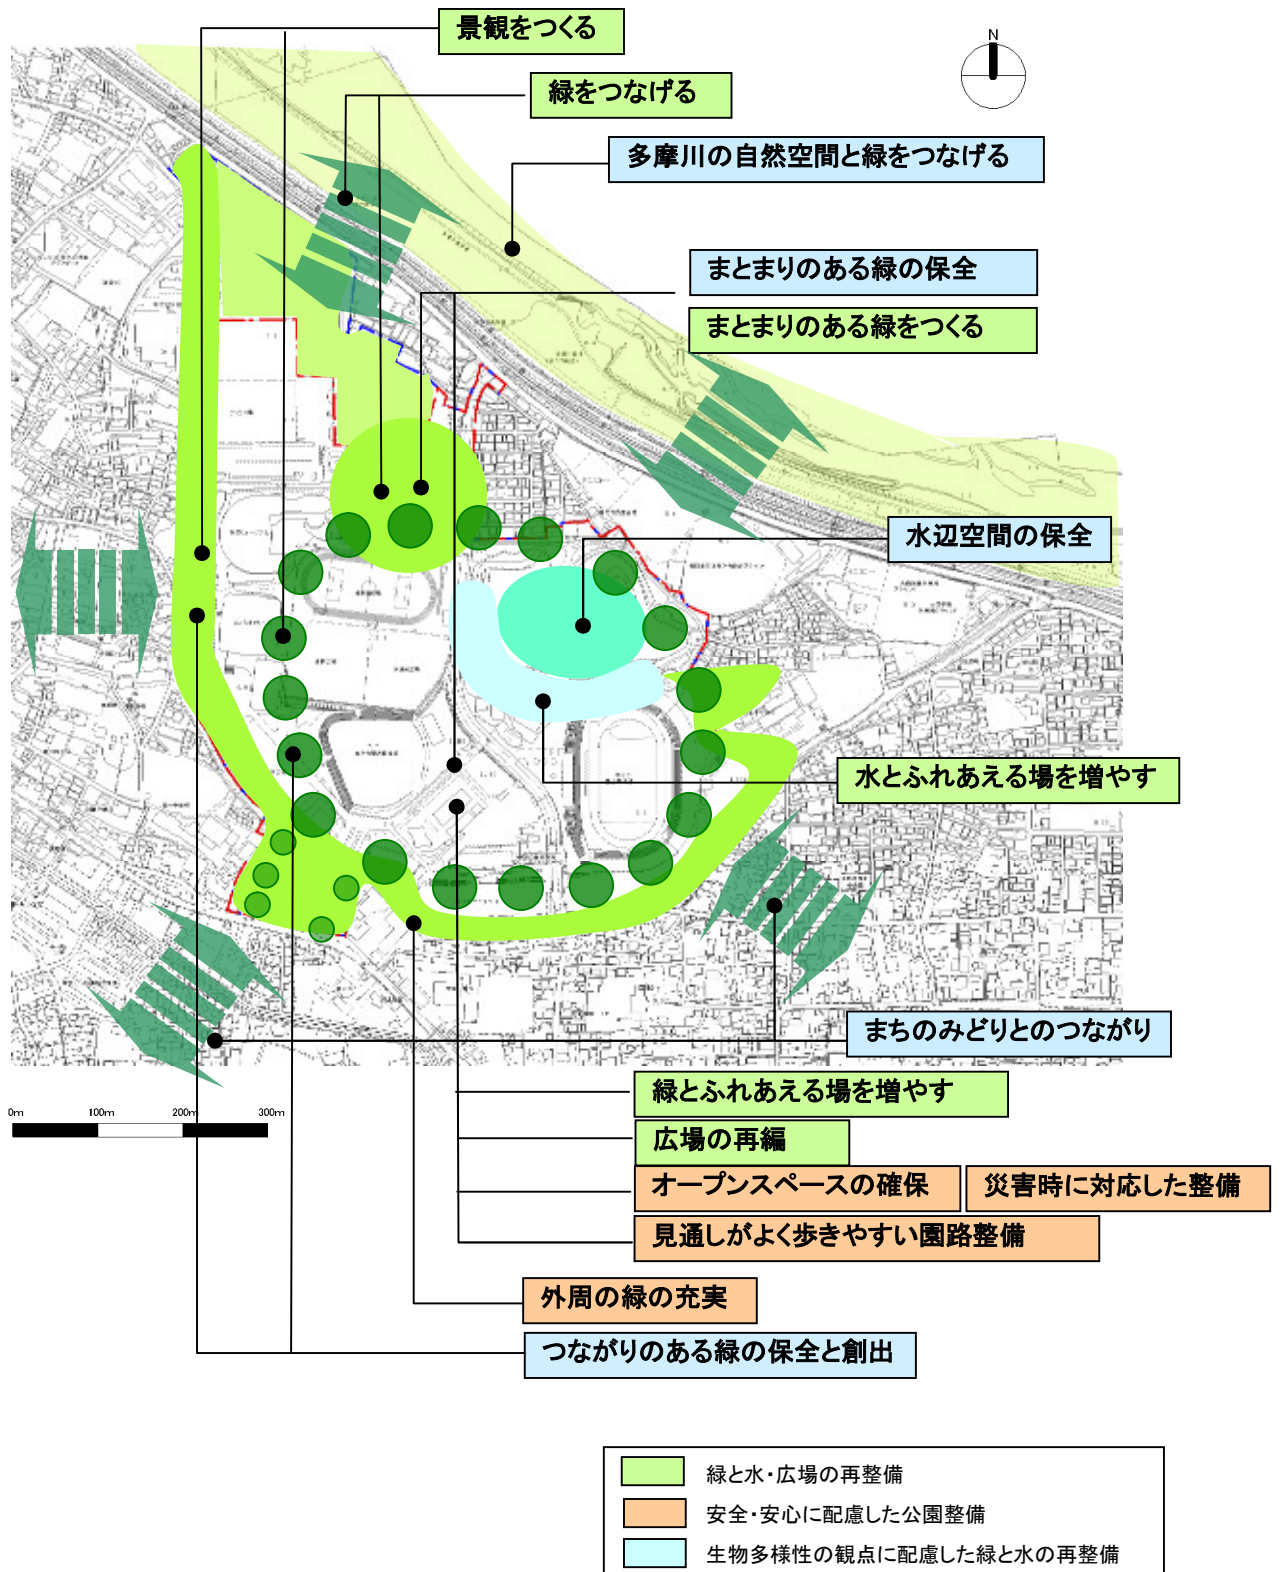 景観をつくる
N
緑をつなげる
多摩川の自然空間と緑をつなげる
まとまりのある緑の保全
まとまりのある緑をつくる
水辺空間の保全
水とふれあえる場を増やす
まちのみどりとのつながり
0m 100m 200m 300m
緑とふれあえる場を増やす
広場の再編
オープンスペースの確保 災害時に対応した整備
見通しがよく歩きやすい園路整備
外周の緑の充実
つながりのある緑の保全と創出
緑と水・広場の再整備
安全・安心に配慮した公園整備
生物多様性の観点に配慮した緑と水の再整備